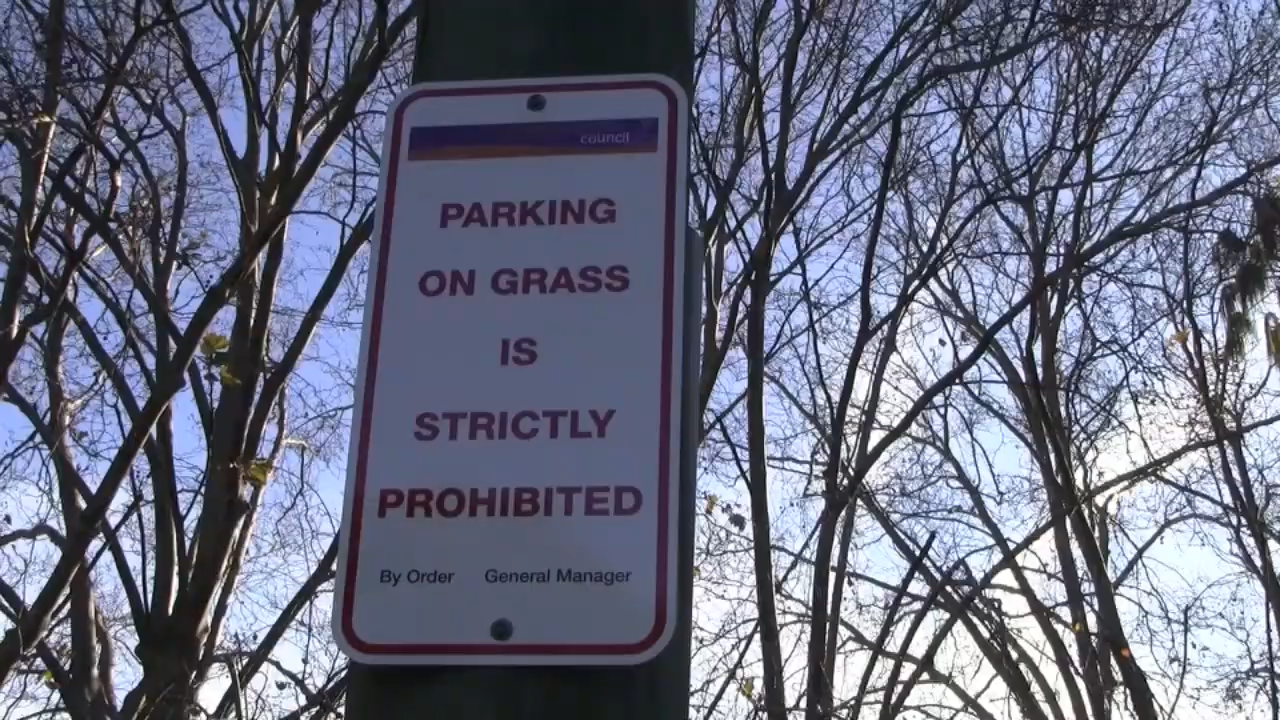 council
PARKING
ON GRASS
IS
STRICTLY
PROHIBITED
By Order General Manager